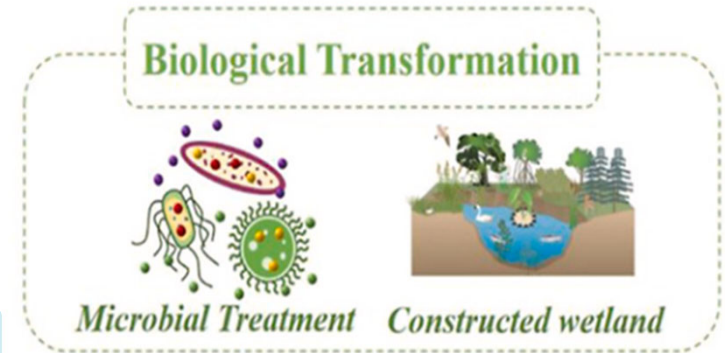 Biological Transformation
Microbial Treatment
Constructed wetland